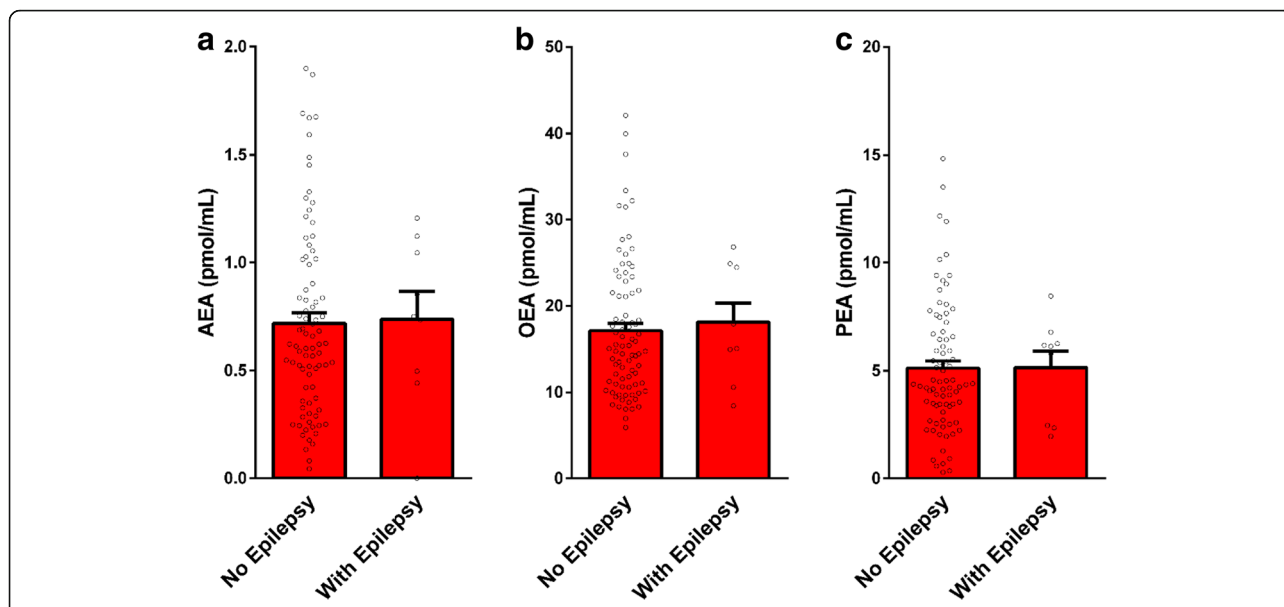 a
2.0
1.5
1.0
0.5
0.0
AEA (pmol/mL)
No Epilepsy
With Epilepsy
b
50
40
30
20
10
0
OEA (pmol/mL)
No Epilepsy
With Epilepsy
c
20
15
10
5
0
PEA (pmol/mL)
No Epilepsy
With Epilepsy